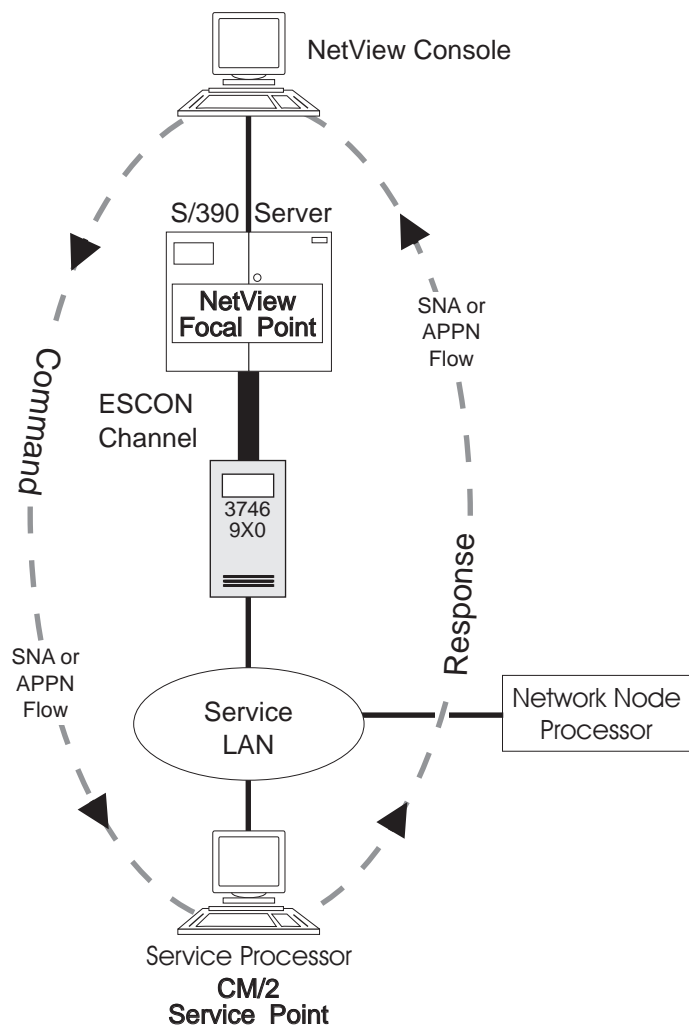 NetView Console
S/390 Server
NetView
Focal Point
ESCON
Channel
3746
9X0
SNA or
APPN
Flow
Command
Response
SNA or
APPN
Flow
Service
LAN
Network Node
Processor
Service Processor
CM/2
Service Point